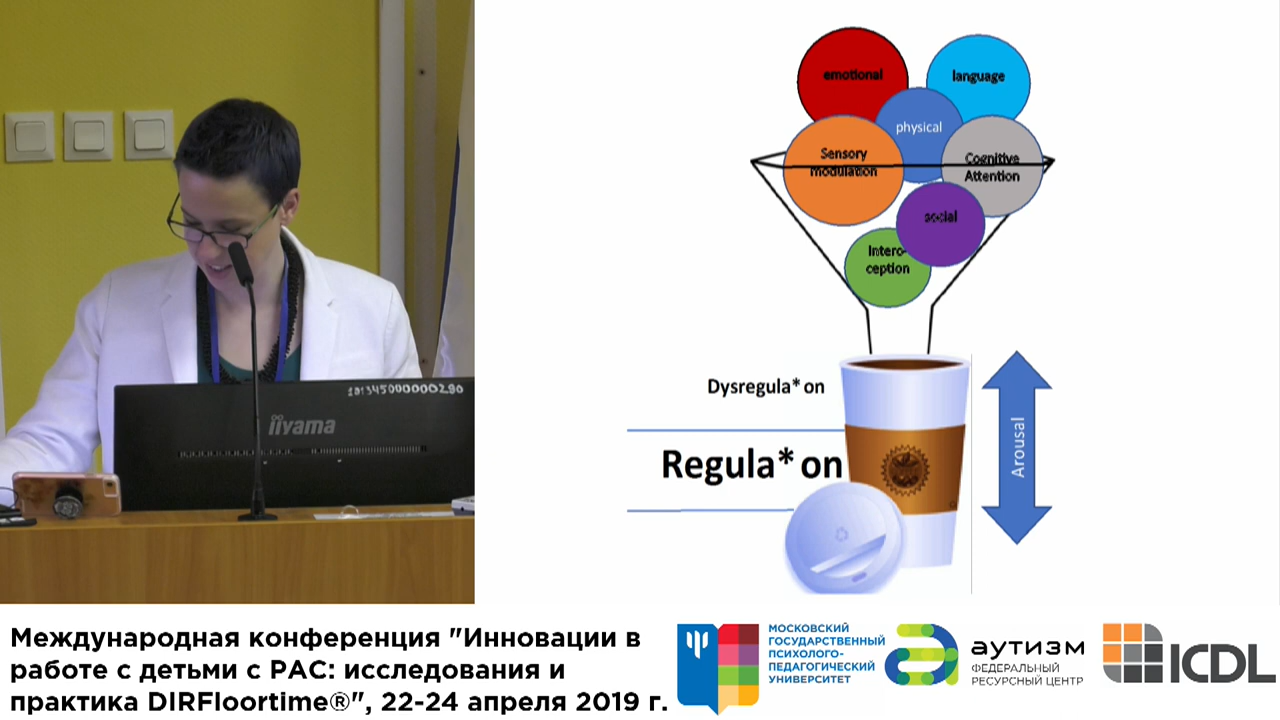 emotional
language
physical
Sensory
modulation
Cognitive
Attention
social
Intero-
ception
Dysregula* on
Regula* on
Arousal
iiyama
Международная конференция "Инновации в
работе с детьми с РАС: исследования и
практика DIRFloortime®", 22-24 апреля 2019 г.
МОСКОВСКИЙ
ГОСУДАРСТВЕННЫЙ
ПСИХОЛОГО-
ПЕДАГОГИЧЕСКИЙ
УНИВЕРСИТЕТ
аутизм
ФЕДЕРАЛЬНЫЙ
РЕСУРСНЫЙ ЦЕНТР
ICDL